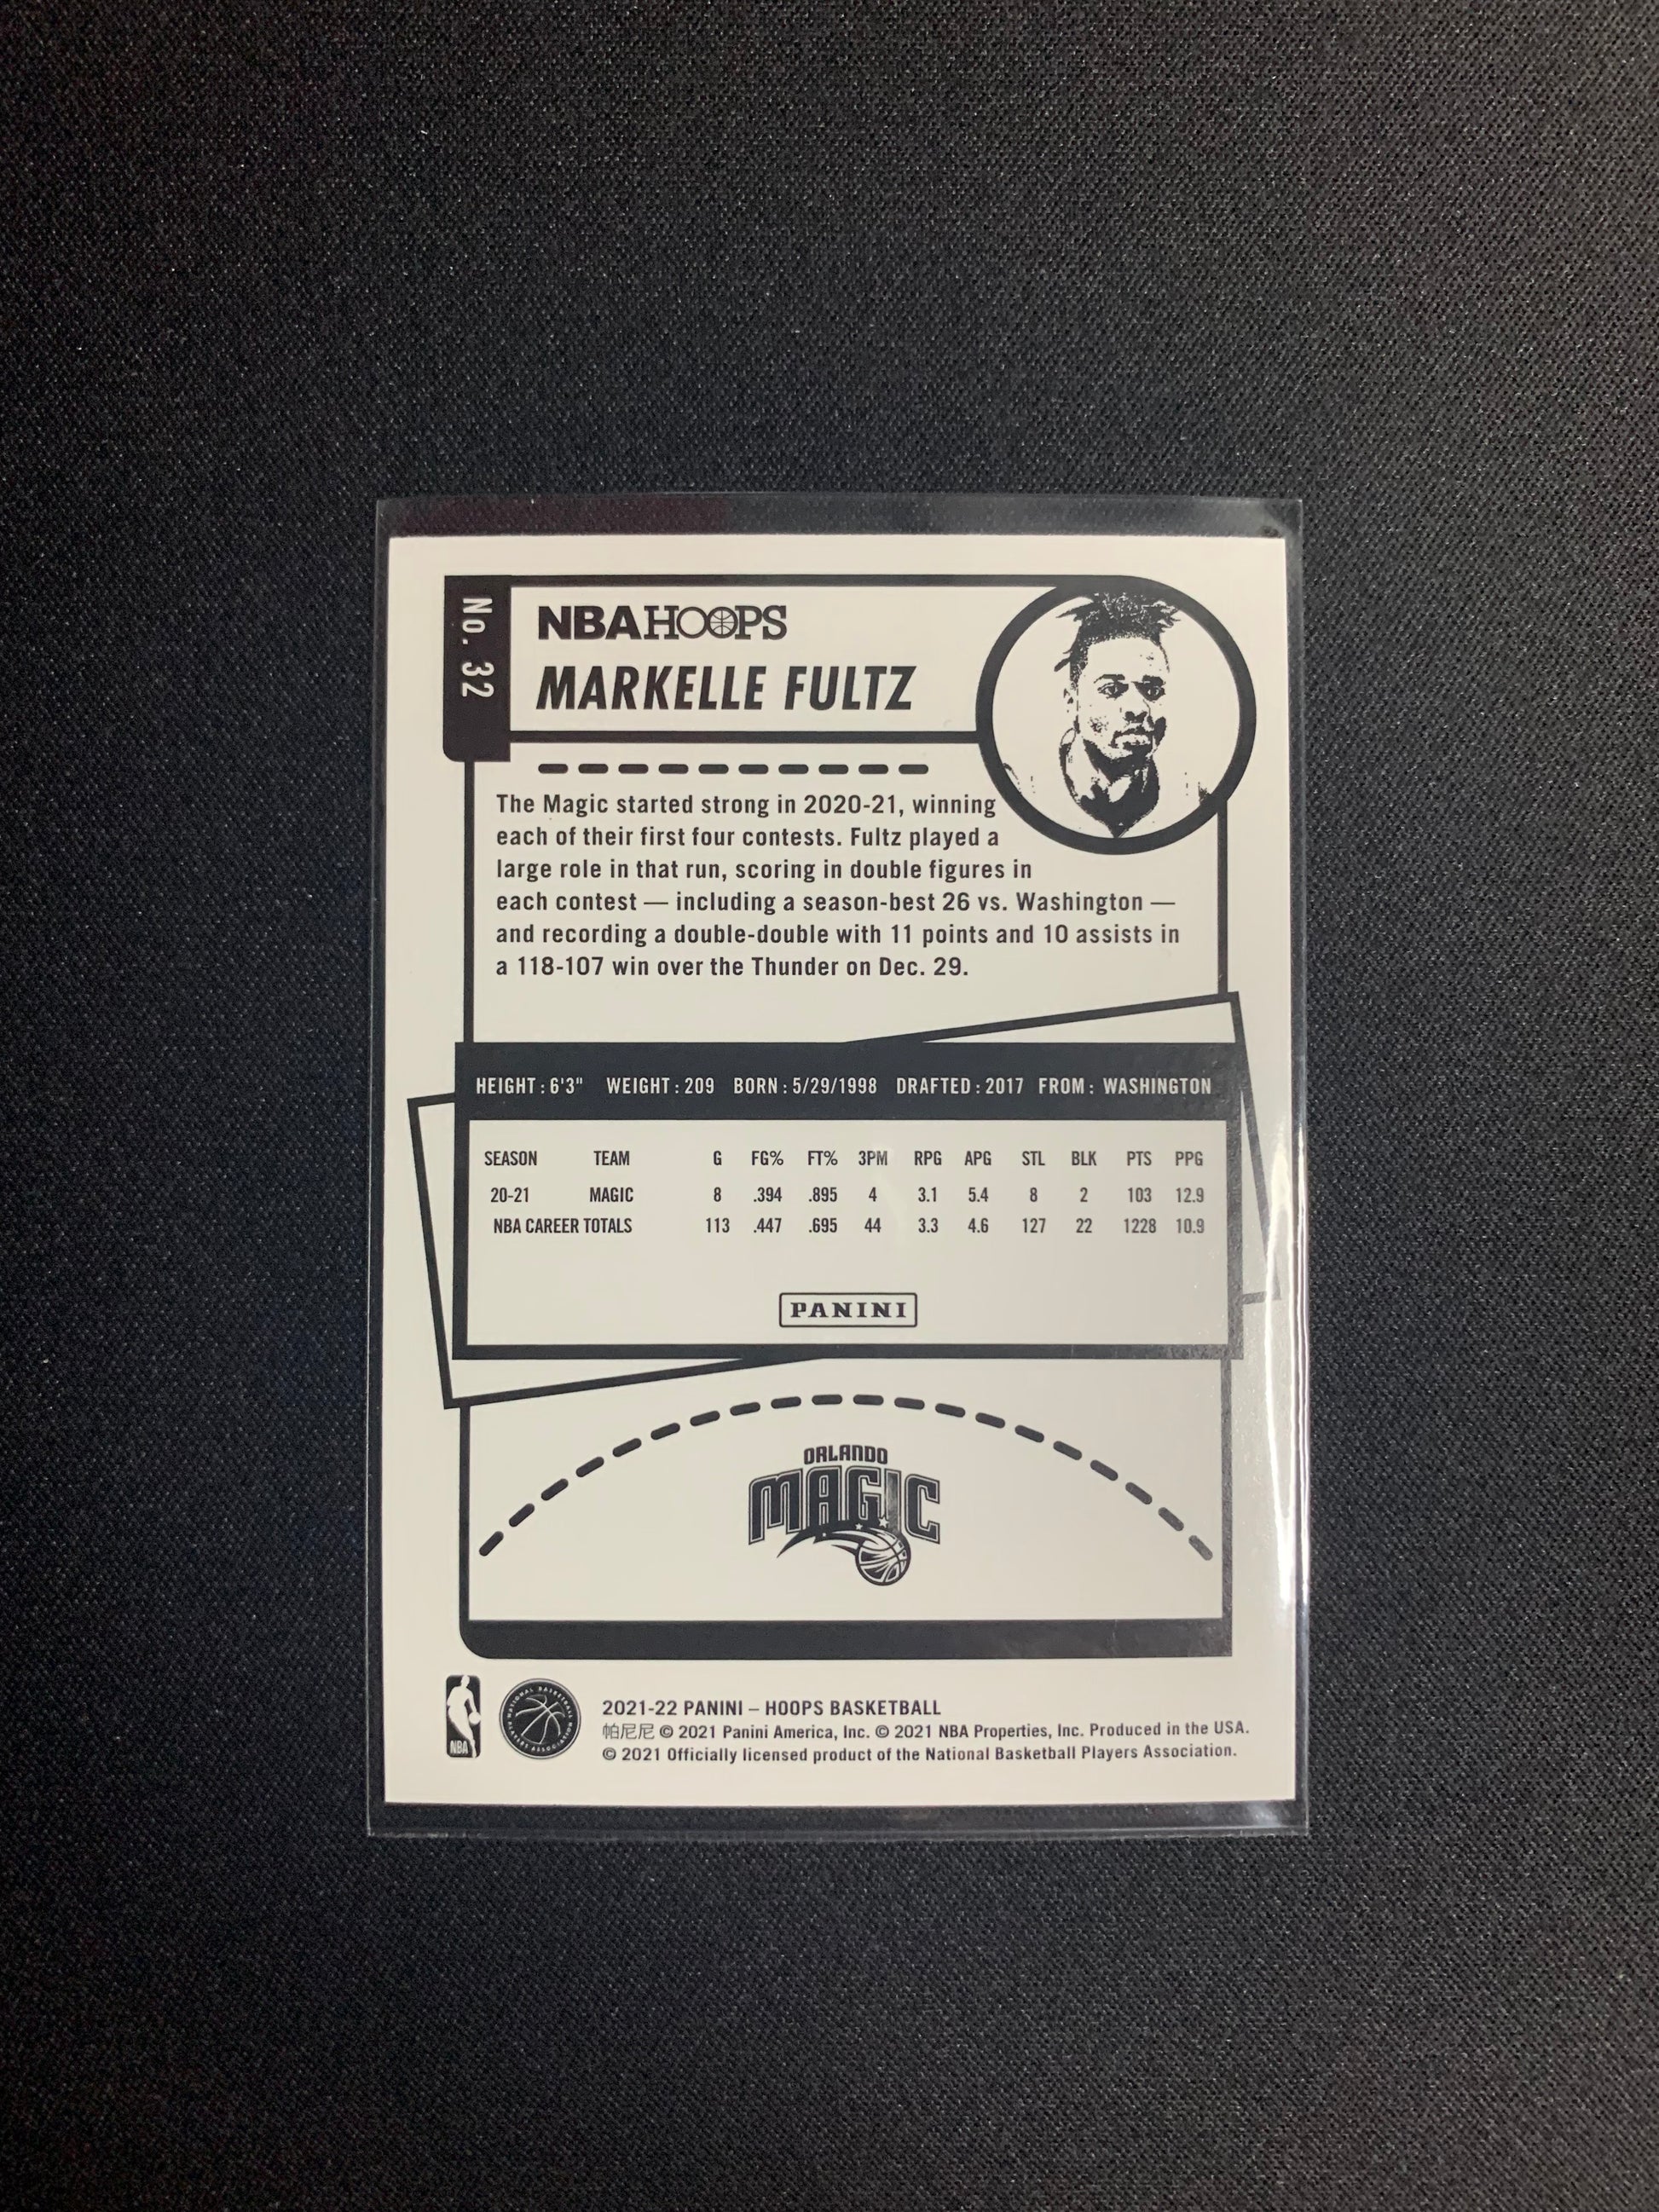 No. 32
NBA HOOPS
MARKELLE FULTZ
The Magic started strong in 2020-21, winning
each of their first four contests. Fultz played a
large role in that run, scoring in double figures in
each contest — including a season-best 26 vs. Washington —
and recording a double-double with 11 points and 10 assists in
a 118-107 win over the Thunder on Dec. 29.
HEIGHT: 6'3" WEIGHT: 209 BORN: 5/29/1998 DRAFTED: 2017 FROM: WASHINGTON
SEASON TEAM G FG% FT% 3PM RPG APG STL BLK PTS PPG
20-21 MAGIC 8 .394 .895 4 3.1 5.4 8 2 103 12.9
NBA CAREER TOTALS 113 .447 .695 44 3.3 4.6 127 22 1228 10.9
PANINI
ORLANDO
MAGIC
NBA
NATIONAL BASKETBALL PLAYERS ASSOCIATION
2021-22 PANINI – HOOPS BASKETBALL
帕尼尼 © 2021 Panini America, Inc. © 2021 NBA Properties, Inc. Produced in the USA.
© 2021 Officially licensed product of the National Basketball Players Association.